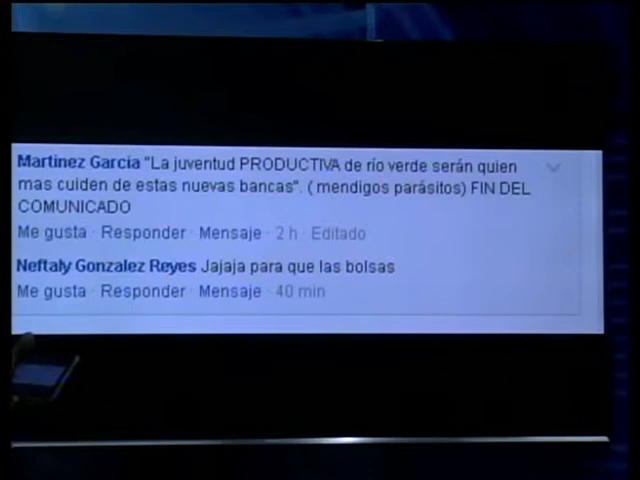 Martinez Garcia "La juventud PRODUCTIVA de río verde serán quien
mas cuiden de estas nuevas bancas". ( mendigos parásitos) FIN DEL
COMUNICADO
Me gusta · Responder · Mensaje · 2 h · Editado
Neftaly Gonzalez Reyes Jajaja para que las bolsas
Me gusta · Responder · Mensaje · 40 min